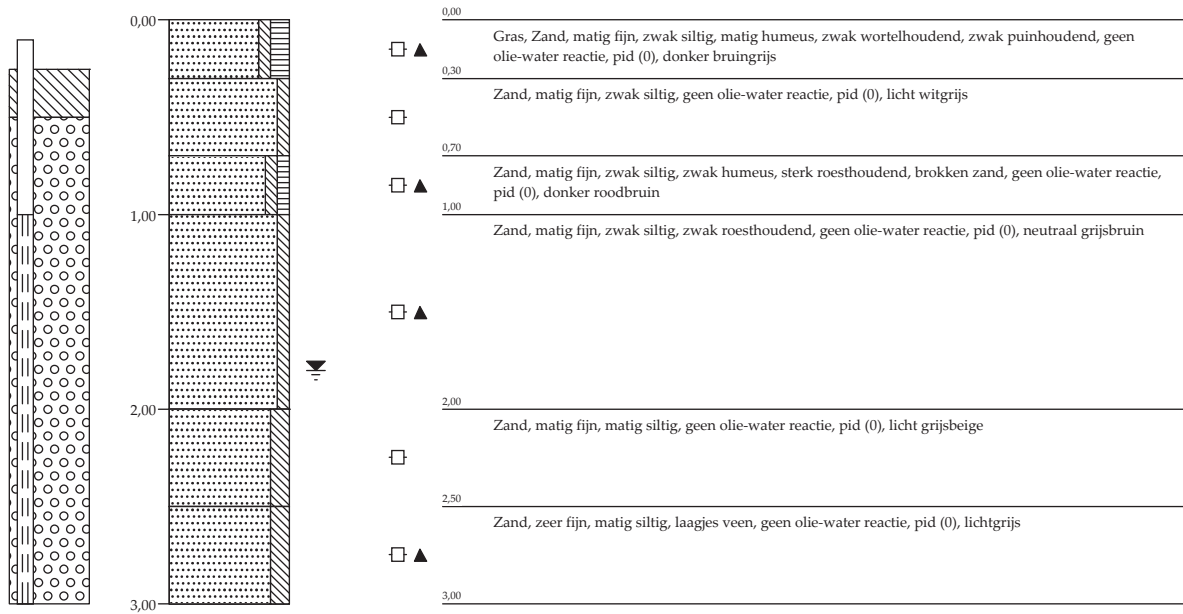 0,00
0,00
Gras, Zand, matig fijn, zwak siltig, matig humeus, zwak wortelhoudend, zwak puinhoudend, geen
olie-water reactie, pid (0), donker bruingrijs
0,30
Zand, matig fijn, zwak siltig, geen olie-water reactie, pid (0), licht witgrijs
0,70
Zand, matig fijn, zwak siltig, zwak humeus, sterk roesthoudend, brokken zand, geen olie-water reactie,
pid (0), donker roodbruin
1,00
1,00
Zand, matig fijn, zwak siltig, zwak roesthoudend, geen olie-water reactie, pid (0), neutraal grijsbruin
2,00
2,00
Zand, matig fijn, matig siltig, geen olie-water reactie, pid (0), licht grijsbeige
2,50
Zand, zeer fijn, matig siltig, laagjes veen, geen olie-water reactie, pid (0), lichtgrijs
3,00
3,00